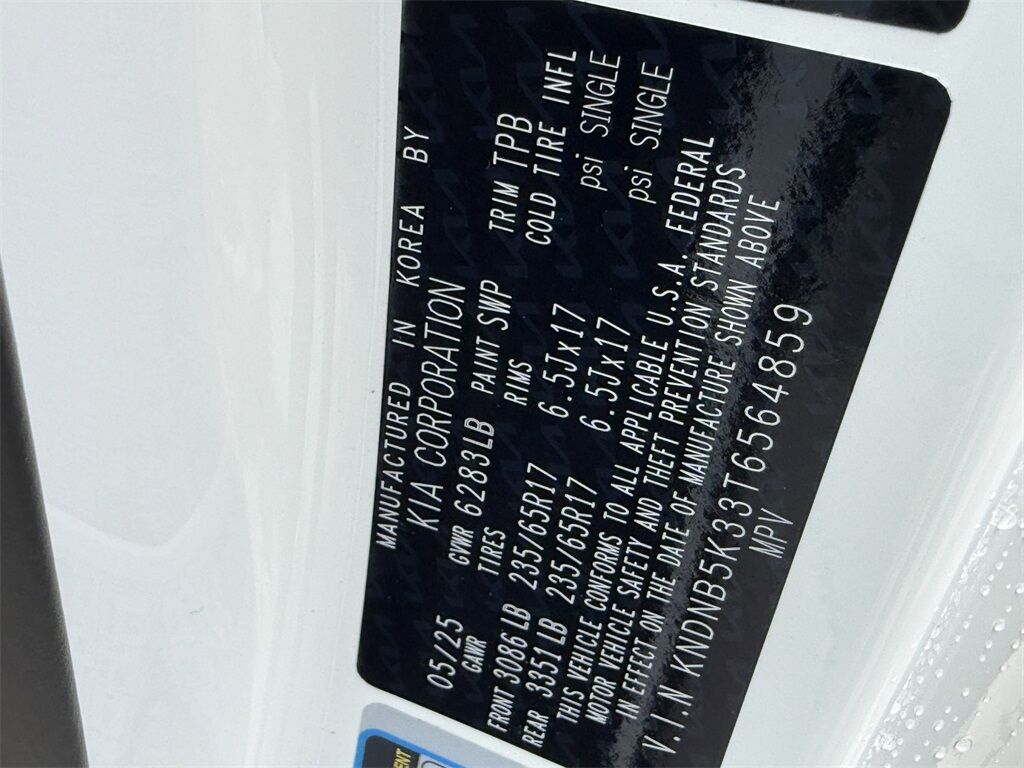 MANUFACTURED IN KOREA BY
KIA CORPORATION
05/25 GVWR 6283LB PAINT SWP TRIM TPB
GAWR TIRES RIMS COLD TIRE INFL
FRONT 3086LB 235/65R17 6.5Jx17 psi SINGLE
REAR 3351LB 235/65R17 6.5Jx17 psi SINGLE
THIS VEHICLE CONFORMS TO ALL APPLICABLE U.S.A. FEDERAL
MOTOR VEHICLE SAFETY AND THEFT PREVENTION STANDARDS
IN EFFECT ON THE DATE OF MANUFACTURE SHOWN ABOVE
V.I.N KNDNB5K33T6564859
MPV